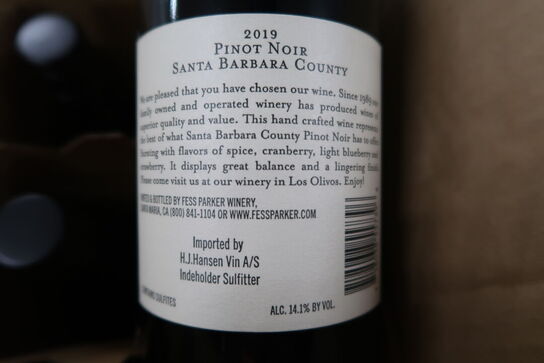 2019
PINOT NOIR
SANTA BARBARA COUNTY
We are pleased that you have chosen our wine. Since 1989 our
family owned and operated winery has produced wines of
superior quality and value. This hand crafted wine represents
the best of what Santa Barbara County Pinot Noir has to offer,
bursting with flavors of spice, cranberry, light blueberry and
strawberry. It displays great balance and a lingering finish.
Please come visit us at our winery in Los Olivos. Enjoy!
& BOTTLED BY FESS PARKER WINERY,
SANTA MARIA, CA (800) 841-1104 OR WWW.FESSPARKER.COM
Imported by
H.J.Hansen Vin A/S
Indeholder Sulfitter
SULFITES
ALC. 14.1% BY VOL.